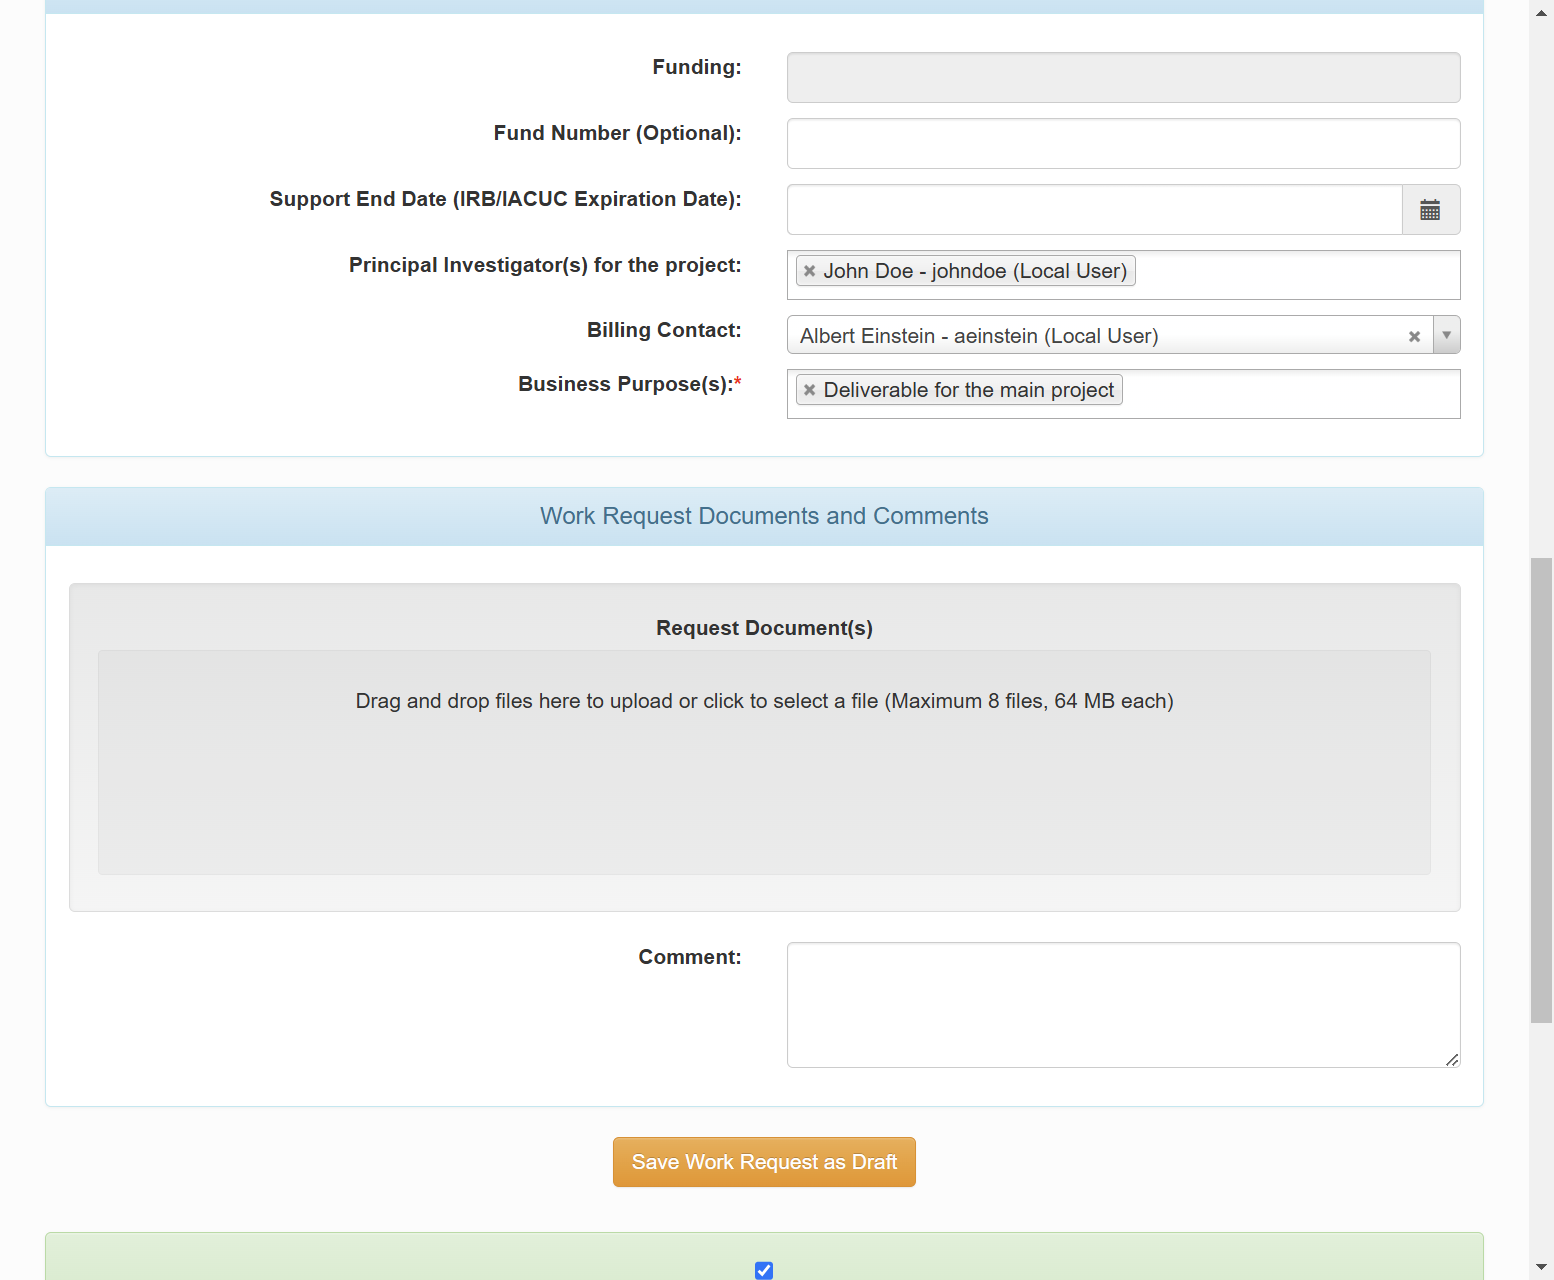 Funding:
Fund Number (Optional):
Support End Date (IRB/IACUC Expiration Date):
Principal Investigator(s) for the project:
John Doe - johndoe (Local User)
Billing Contact:
Albert Einstein - aeinstein (Local User)
Business Purpose(s):*
Deliverable for the main project
Work Request Documents and Comments
Request Document(s)
Drag and drop files here to upload or click to select a file (Maximum 8 files, 64 MB each)
Comment:
Save Work Request as Draft